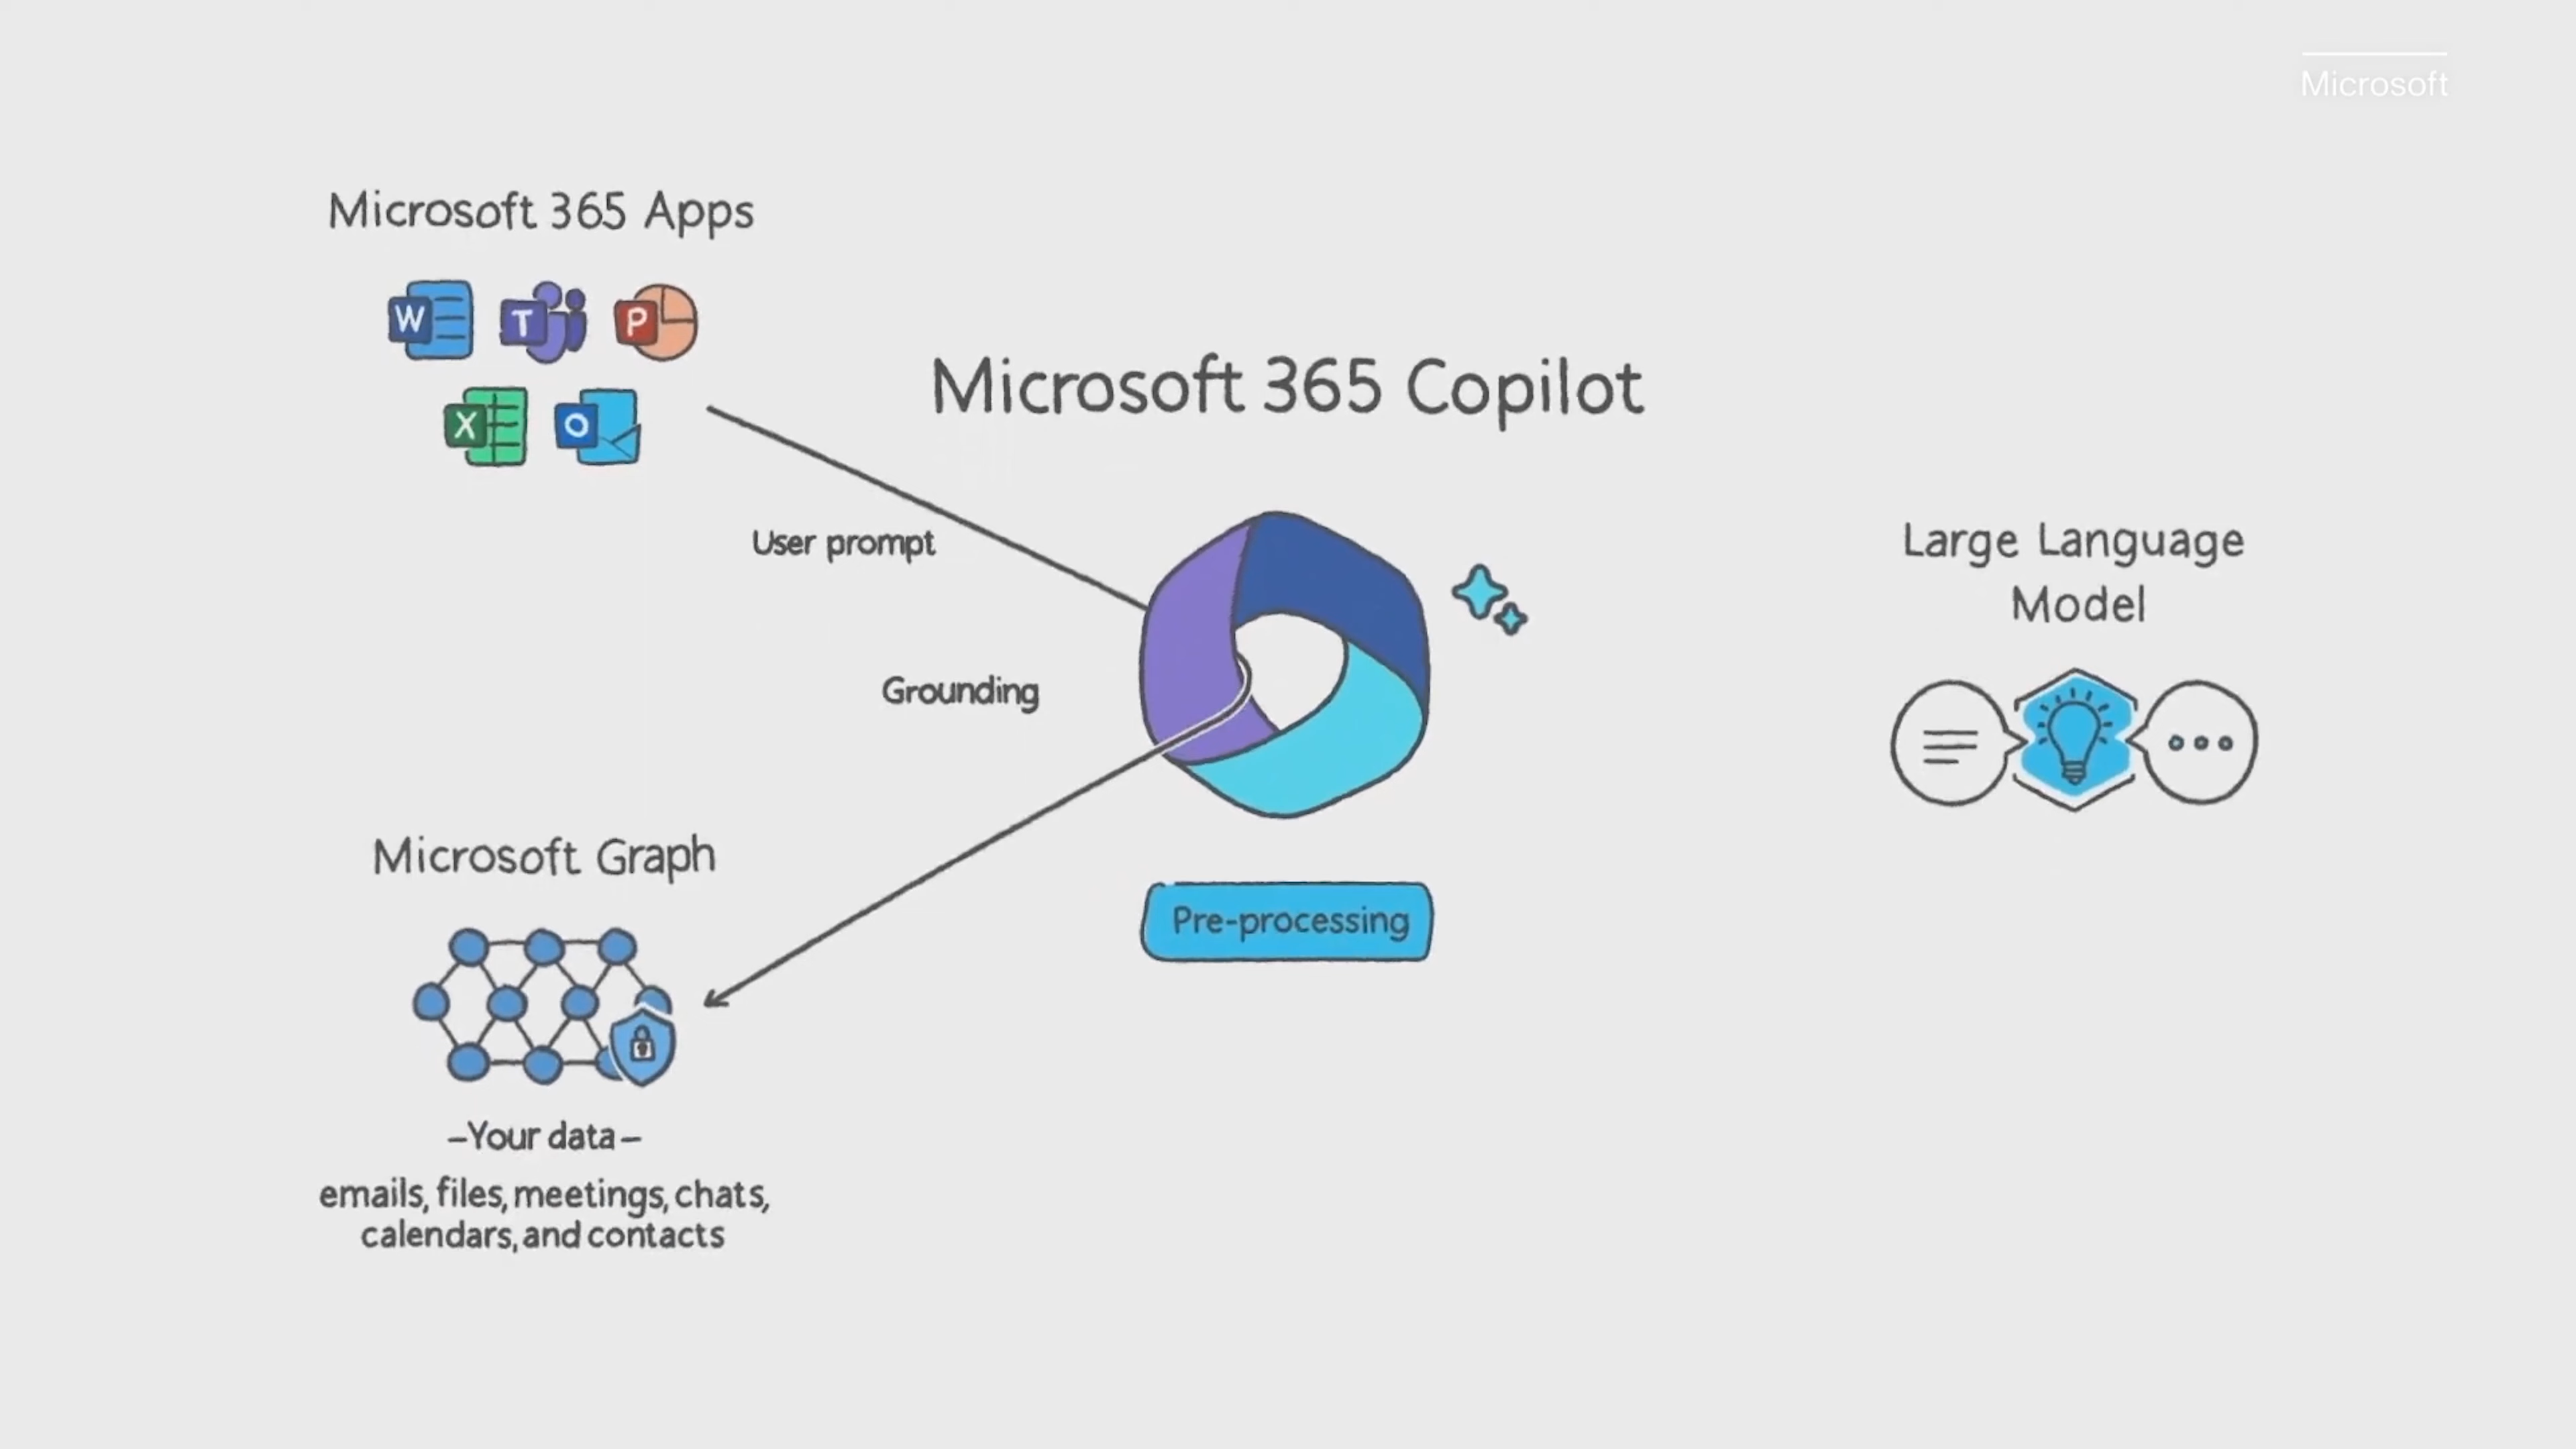 Microsoft
Microsoft 365 Apps
W
T
P
X
O
Microsoft 365 Copilot
User prompt
Grounding
Large Language
Model
Microsoft Graph
Pre-processing
–Your data–
emails, files, meetings, chats,
calendars, and contacts